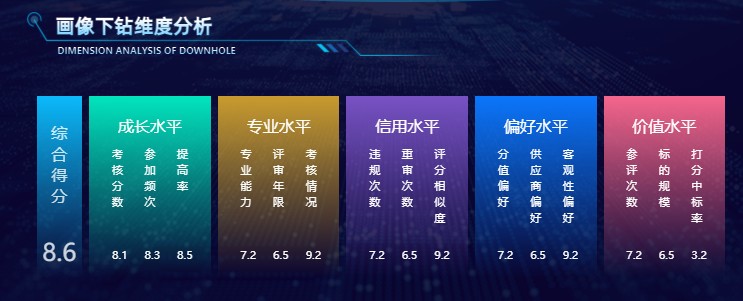 画像下钻维度分析
DIMENSION ANALYSIS OF DOWNHOLE
综合得分
8.6
成长水平
考核分数
参加频次
提高率
8.1 8.3 8.5
专业水平
专业能力
评审年限
考核情况
7.2 6.5 9.2
信用水平
违规次数
重审次数
评分相似度
7.2 6.5 9.2
偏好水平
分值偏好
供应商偏好
客观性偏好
7.2 6.5 9.2
价值水平
参评次数
标的规模
打分中标率
7.2 6.5 3.2